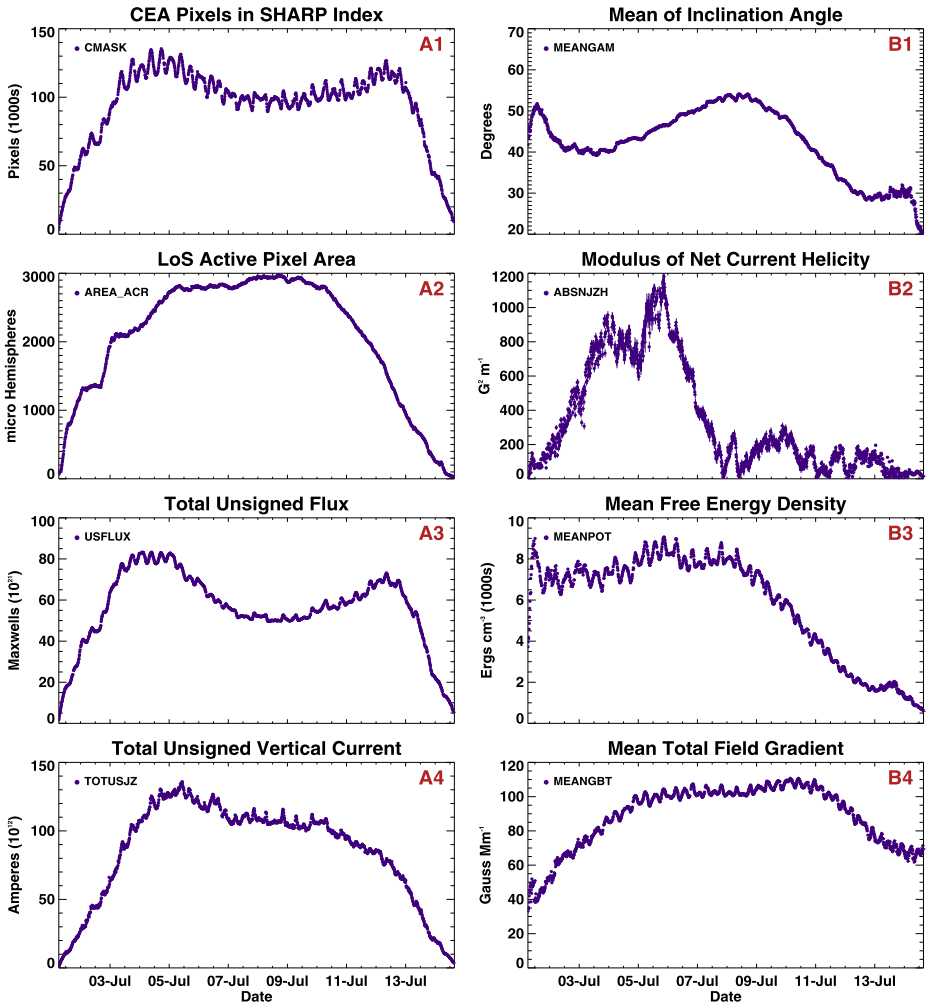 CEA Pixels in SHARP Index
A1
CMASK
150
100
50
0
Pixels (1000s)
Mean of Inclination Angle
B1
MEANGAM
70
60
50
40
30
20
Degrees
LoS Active Pixel Area
A2
AREA_ACR
3000
2000
1000
0
micro Hemispheres
Modulus of Net Current Helicity
B2
ABSNJZH
1200
1000
800
600
400
200
0
G² m⁻¹
Total Unsigned Flux
A3
USFLUX
100
80
60
40
20
0
Maxwells (10²¹)
Mean Free Energy Density
B3
MEANPOT
10
8
6
4
2
0
Ergs cm⁻³ (1000s)
Total Unsigned Vertical Current
A4
TOTUSJZ
150
100
50
0
Amperes (10¹²)
03-Jul 05-Jul 07-Jul 09-Jul 11-Jul 13-Jul
Date
Mean Total Field Gradient
B4
MEANGBT
120
100
80
60
40
20
0
Gauss Mm⁻¹
03-Jul 05-Jul 07-Jul 09-Jul 11-Jul 13-Jul
Date